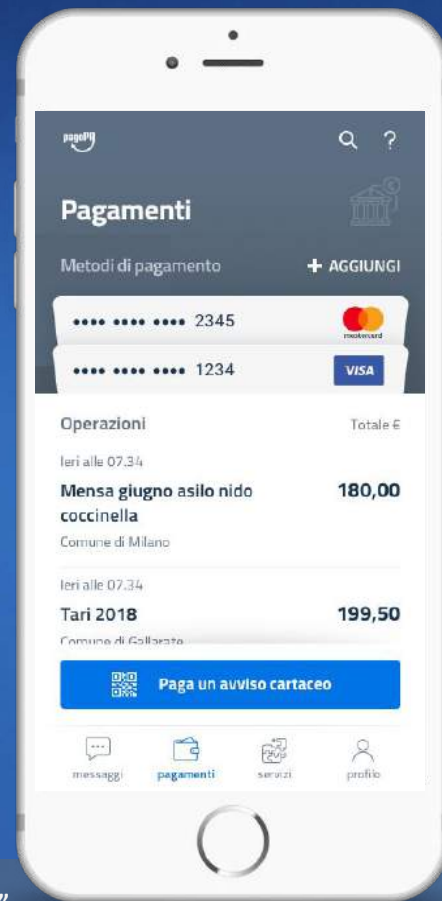 pagoPA
Pagamenti
Metodi di pagamento
+ AGGIUNGI
•••• •••• •••• 2345
mastercard
•••• •••• •••• 1234
VISA
Operazioni
Totale €
Ieri alle 07.34
Mensa giugno asilo nido
180,00
coccinella
Comune di Milano
Ieri alle 07.34
Tari 2018
199,50
Comune di Gallarate
Paga un avviso cartaceo
messaggi
pagamenti
servizi
profilo
”